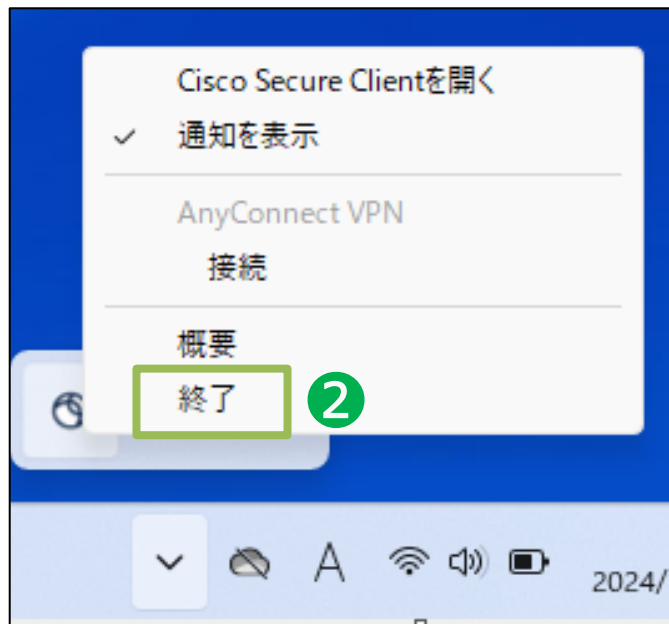 Cisco Secure Clientを開く
✓ 通知を表示
AnyConnect VPN
接続
概要
終了
2
A
2024/